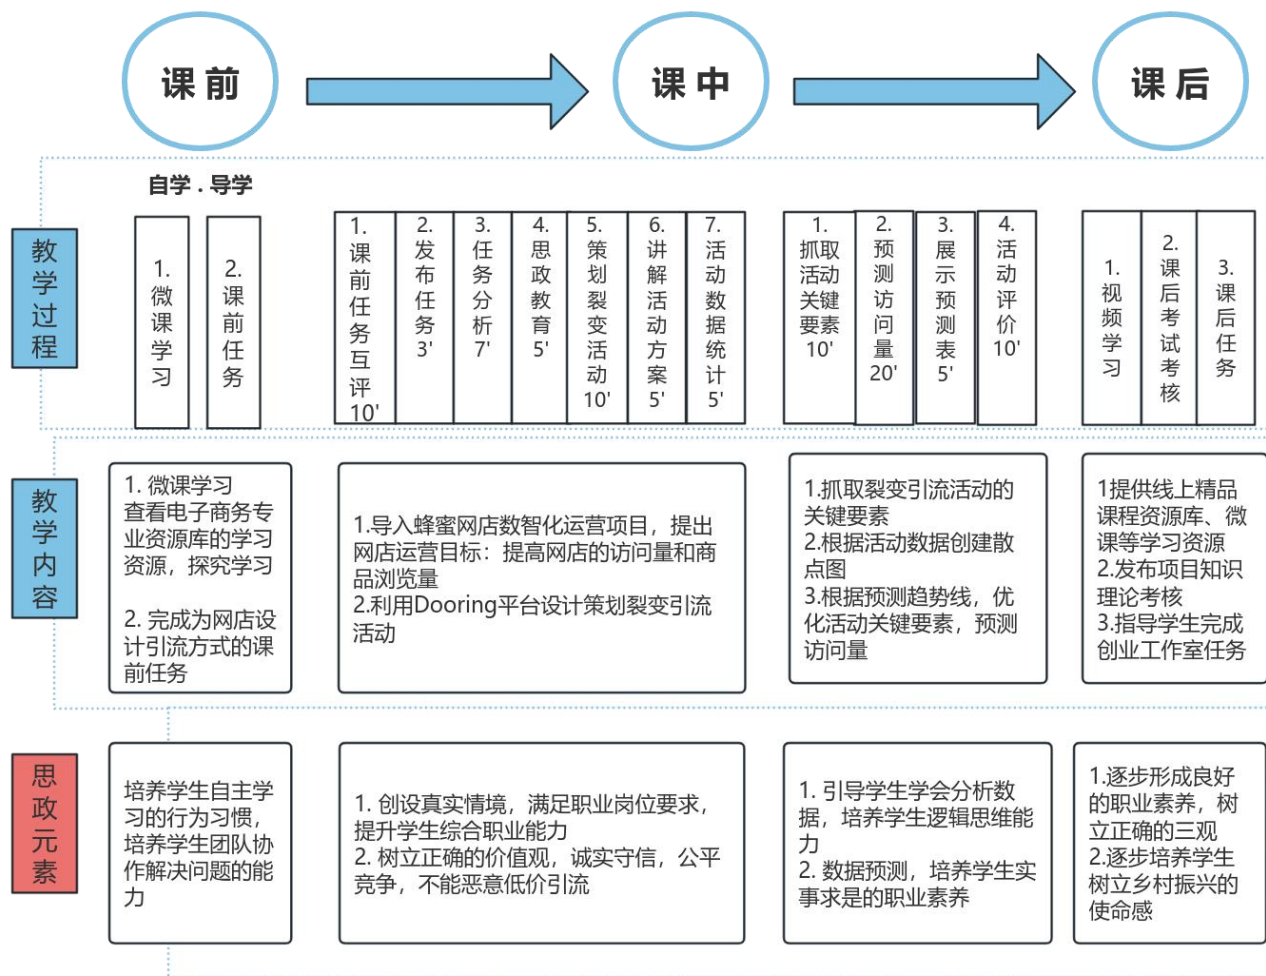 课前
课中
课后
自学 . 导学
教学过程
1.微课学习
2.课前任务
1.课前任务互评10'
2.发布任务3'
3.任务分析7'
4.思政教育5'
5.策划裂变活动10'
6.讲解活动方案5'
7.活动数据统计5'
1.
抓取
活动
关键
要素
10'
2.预测访问量20'
3.展示预测表5'
4.活动评价10'
1.视频学习
2.课后考试考核
3.课后任务
教学内容
1. 微课学习
查看电子商务专
业资源库的学习
资源，探究学习
2. 完成为网店设
计引流方式的课
前任务
1.导入蜂蜜网店数智化运营项目，提出
网店运营目标：提高网店的访问量和商
品浏览量
2.利用Dooring平台设计策划裂变引流
活动
1.抓取裂变引流活动的
关键要素
2.根据活动数据创建散
点图
3.根据预测趋势线，优
化活动关键要素，预测
访问量
1提供线上精品
课程资源库、微
课等学习资源
2.发布项目知识
理论考核
3.指导学生完成
创业工作室任务
思政元素
培养学生自主学
习的行为习惯，
培养学生团队协
作解决问题的能
力
1. 创设真实情境，满足职业岗位要求，
提升学生综合职业能力
2. 树立正确的价值观，诚实守信，公平
竞争，不能恶意低价引流
1. 引导学生学会分析数
据，培养学生逻辑思维能
力
2. 数据预测，培养学生实
事求是的职业素养
1.逐步形成良好
的职业素养，树
立正确的三观
2.逐步培养学生
树立乡村振兴的
使命感